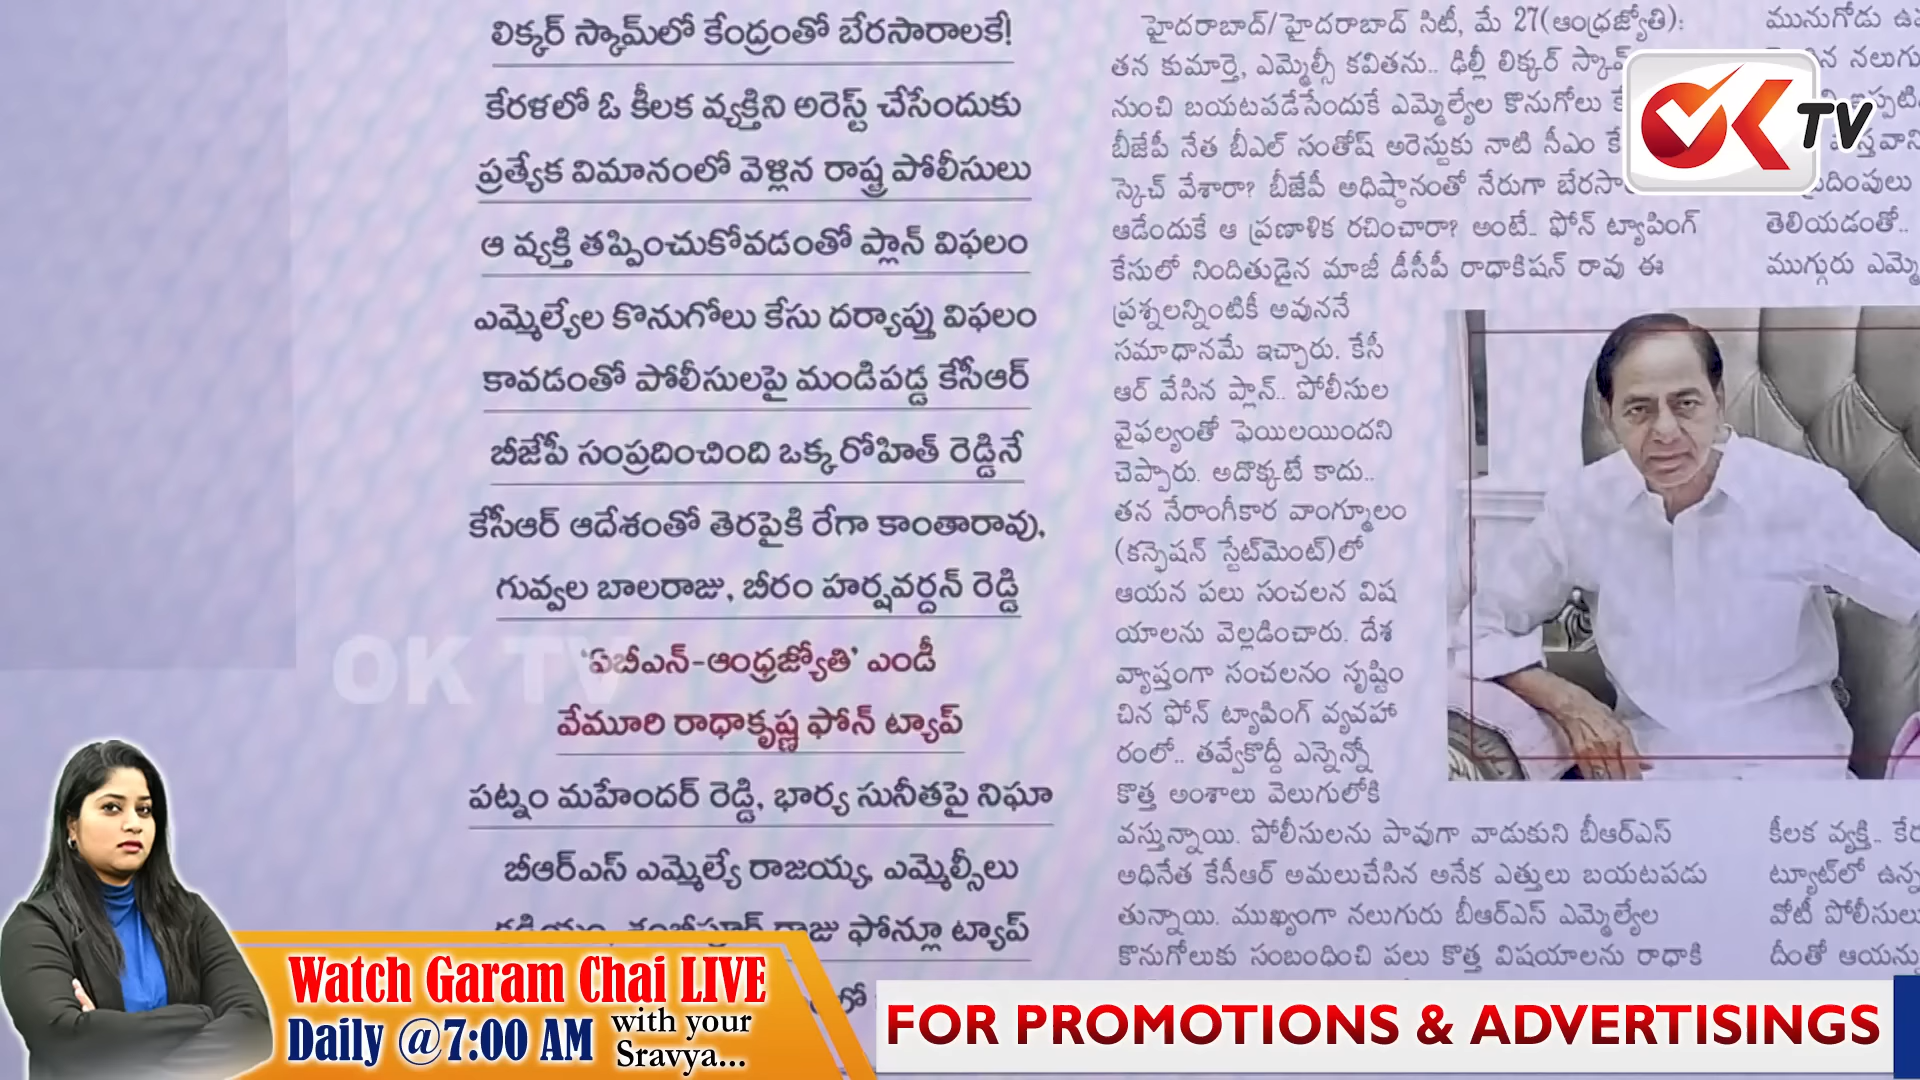 లిక్కర్ స్కామ్‌లో కేంద్రంతో బేరసారాలకే!
కేరళలో ఓ కీలక వ్యక్తిని అరెస్ట్ చేసేందుకు
ప్రత్యేక విమానంలో వెళ్లిన రాష్ట్ర పోలీసులు
ఆ వ్యక్తి తప్పించుకోవడంతో ప్లాన్ విఫలం
ఎమ్మెల్యేల కొనుగోలు కేసు దర్యాప్తు విఫలం
కావడంతో పోలీసులపై మండిపడ్డ కేసీఆర్
బీజేపీ సంప్రదించింది ఒక్క రోహిత్ రెడ్డినే
కేసీఆర్ ఆదేశంతో తెరపైకి రేగా కాంతారావు,
గువ్వల బాలరాజు, బీరం హర్షవర్దన్ రెడ్డి
'ఏబీఎన్-ఆంధ్రజ్యోతి' ఎండీ
వేమూరి రాధాకృష్ణ ఫోన్ ట్యాప్
పట్నం మహేందర్ రెడ్డి, భార్య సునీతపై నిఘా
బీఆర్ఎస్ ఎమ్మెల్యే రాజయ్య, ఎమ్మెల్సీలు
రాజు ఫోన్లూ ట్యాప్
హైదరాబాద్/హైదరాబాద్ సిటీ, మే 27(ఆంధ్రజ్యోతి):
తన కుమార్తె, ఎమ్మెల్సీ కవితను.. ఢిల్లీ లిక్కర్
నుంచి బయటపడేసేందుకే ఎమ్మెల్యేల కొనుగోలు
బీజేపీ నేత బీఎల్ సంతోష్ అరెస్టుకు నాటి సీఎం
స్కెచ్ వేశారా? బీజేపీ అధిష్ఠానంతో నేరుగా
ఆడేందుకే ఆ ప్రణాళిక రచించారా? అంటే.. ఫోన్ ట్యాపింగ్
కేసులో నిందితుడైన మాజీ డీసీపీ రాధాకిషన్ రావు ఈ
ప్రశ్నలన్నింటికీ అవుననే
సమాధానమే ఇచ్చారు. కేసీ
ఆర్ వేసిన ప్లాన్.. పోలీసుల
వైఫల్యంతో ఫెయిలయిందని
చెప్పారు. అదొక్కటే కాదు..
తన నేరాంగీకార వాంగ్మూలం
(కన్ఫెషన్ స్టేట్‌మెంట్)లో
ఆయన పలు సంచలన విష
యాలను వెల్లడించారు. దేశ
వ్యాప్తంగా సంచలనం సృష్టిం
చిన ఫోన్ ట్యాపింగ్ వ్యవహా
రంలో.. తవ్వేకొద్దీ ఎన్నెన్నో
కొత్త అంశాలు వెలుగులోకి
వస్తున్నాయి. పోలీసులను పావుగా వాడుకుని బీఆర్ఎస్
అధినేత కేసీఆర్ అమలుచేసిన అనేక ఎత్తులు బయటపడు
తున్నాయి. ముఖ్యంగా నలుగురు బీఆర్ఎస్ ఎమ్మెల్యేల
కొనుగోలుకు సంబంధించి పలు కొత్త విషయాలను రాధాకి
మునుగోడు
నలుగు
తెలియడంతో..
ముగ్గురు
కీలక వ్యక్తి..
ట్యూట్‌లో
వోటీ పోలీసులు
దీంతో
OK TV
OK TV
Watch Garam Chai LIVE
Daily @7:00 AM with your
Sravya...
FOR PROMOTIONS & ADVERTISINGS